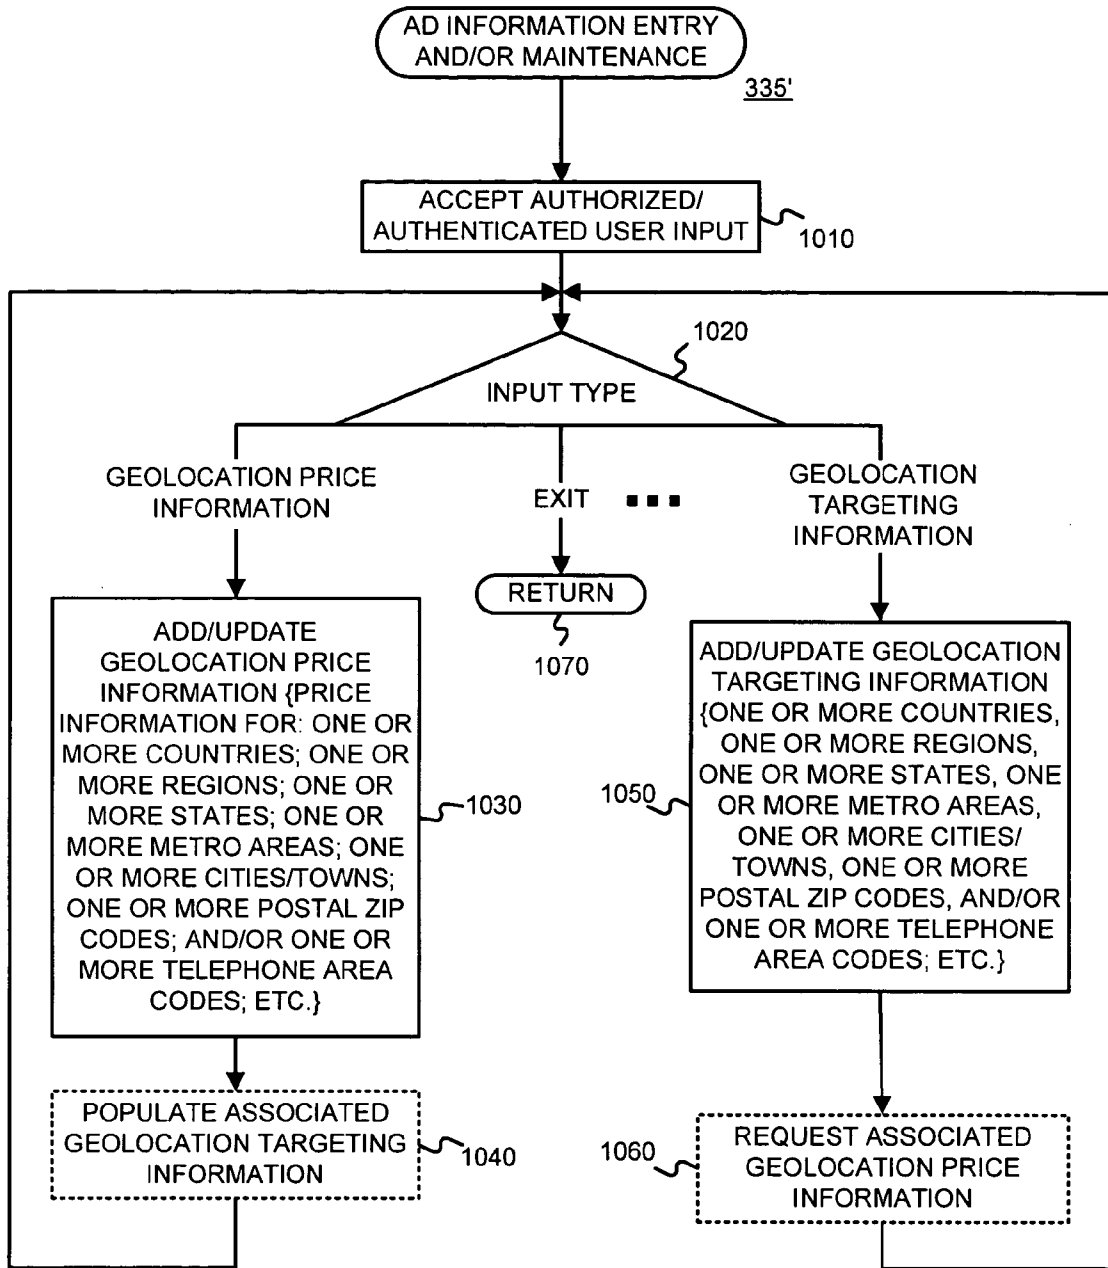 AD INFORMATION ENTRY
AND/OR MAINTENANCE
335'
ACCEPT AUTHORIZED/
AUTHENTICATED USER INPUT
1010
1020
INPUT TYPE
GEOLOCATION PRICE
INFORMATION
EXIT
GEOLOCATION
TARGETING
INFORMATION
RETURN
1070
ADD/UPDATE
GEOLOCATION PRICE
INFORMATION {PRICE
INFORMATION FOR: ONE OR
MORE COUNTRIES; ONE OR
MORE REGIONS; ONE OR
MORE STATES; ONE OR
MORE METRO AREAS; ONE
OR MORE CITIES/TOWNS;
ONE OR MORE POSTAL ZIP
CODES; AND/OR ONE OR
MORE TELEPHONE AREA
CODES; ETC.}
1030
ADD/UPDATE GEOLOCATION
TARGETING INFORMATION
{ONE OR MORE COUNTRIES,
ONE OR MORE REGIONS,
ONE OR MORE STATES, ONE
OR MORE METRO AREAS,
ONE OR MORE CITIES/
TOWNS, ONE OR MORE
POSTAL ZIP CODES, AND/OR
ONE OR MORE TELEPHONE
AREA CODES; ETC.}
1050
POPULATE ASSOCIATED
GEOLOCATION TARGETING
INFORMATION
1040
REQUEST ASSOCIATED
GEOLOCATION PRICE
INFORMATION
1060